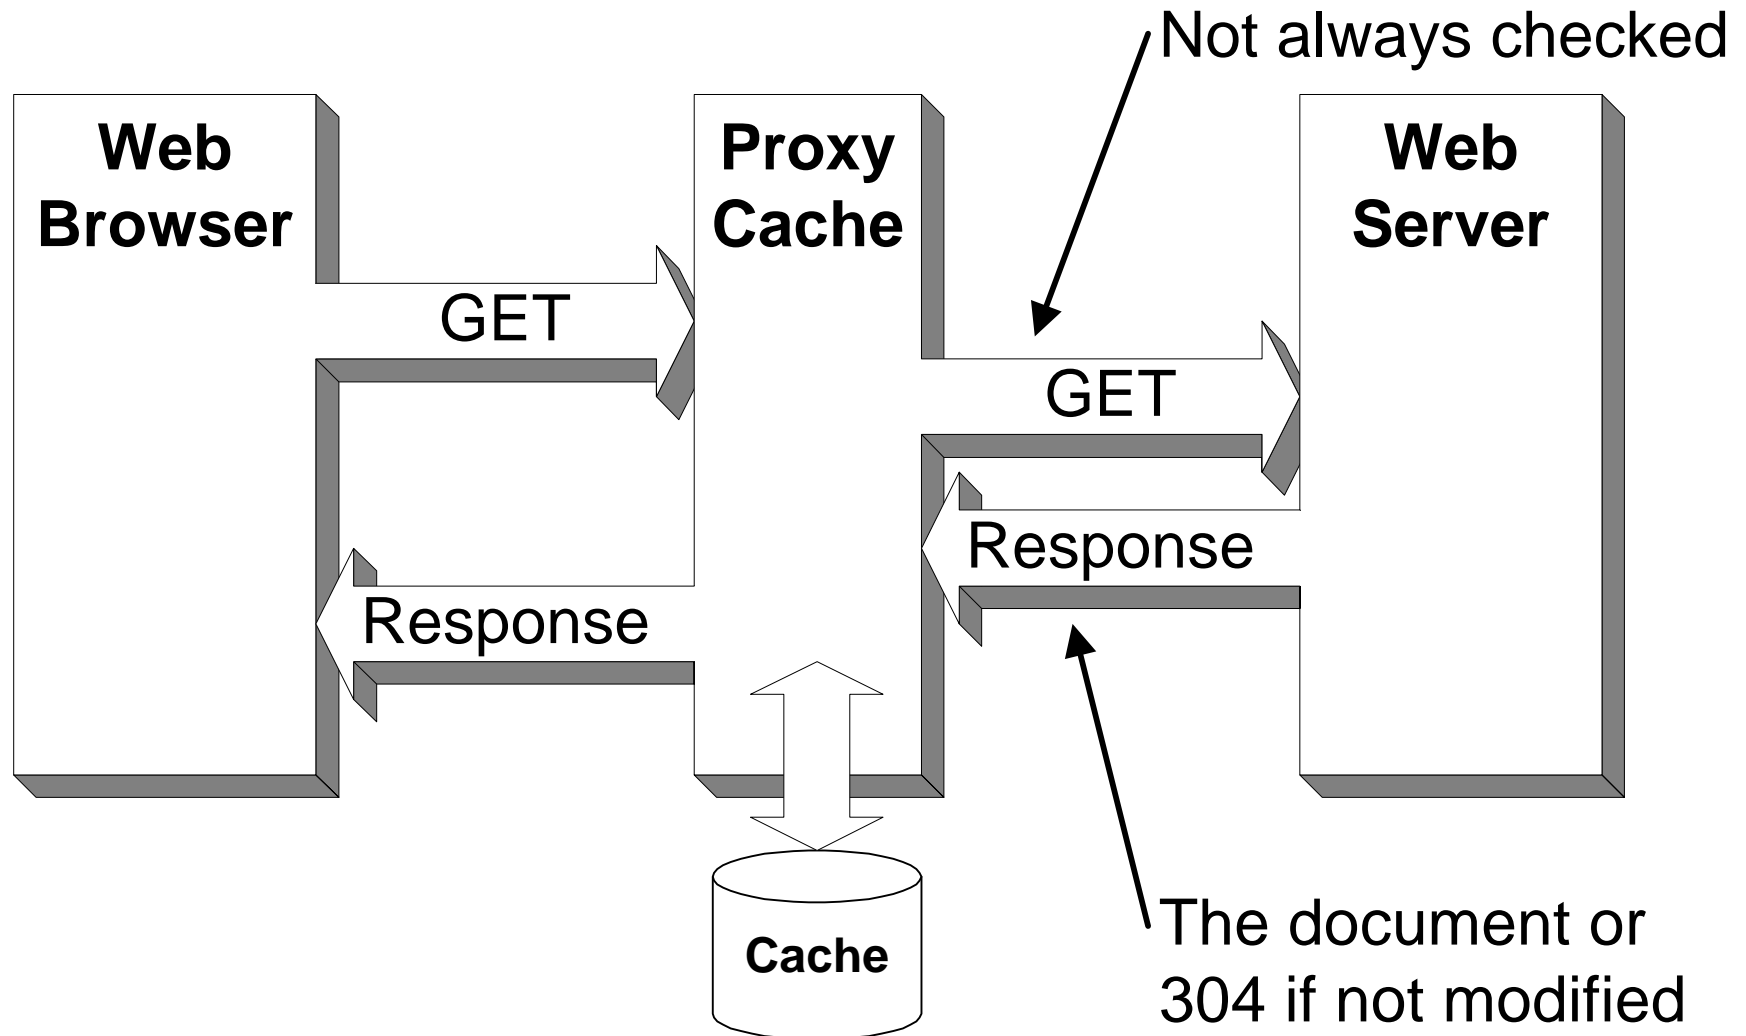 Not always checked
Web
Browser
Proxy
Cache
Web
Server
GET
GET
Response
Response
Cache
The document or
304 if not modified